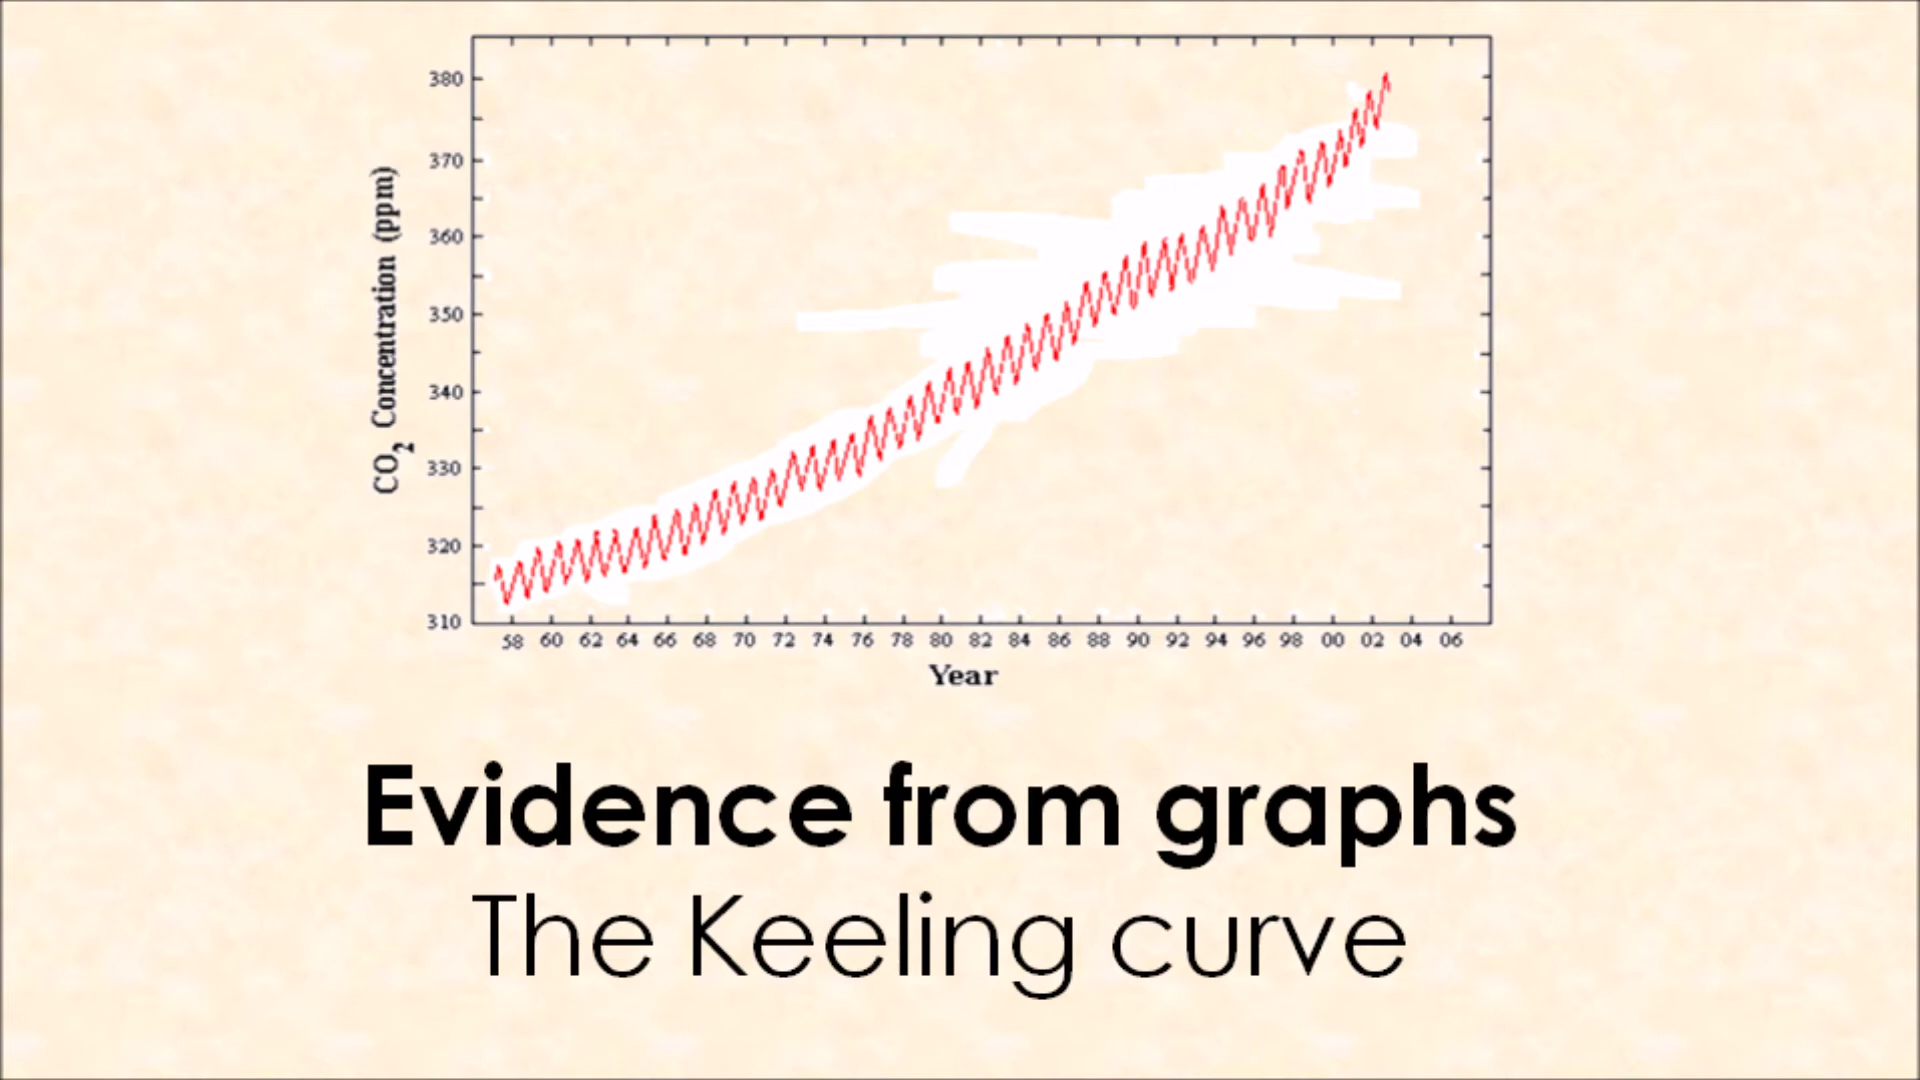 380
370
360
350
340
330
320
310
CO2 Concentration (ppm)
58 60 62 64 66 68 70 72 74 76 78 80 82 84 86 88 90 92 94 96 98 00 02 04 06
Year
Evidence from graphs
The Keeling curve